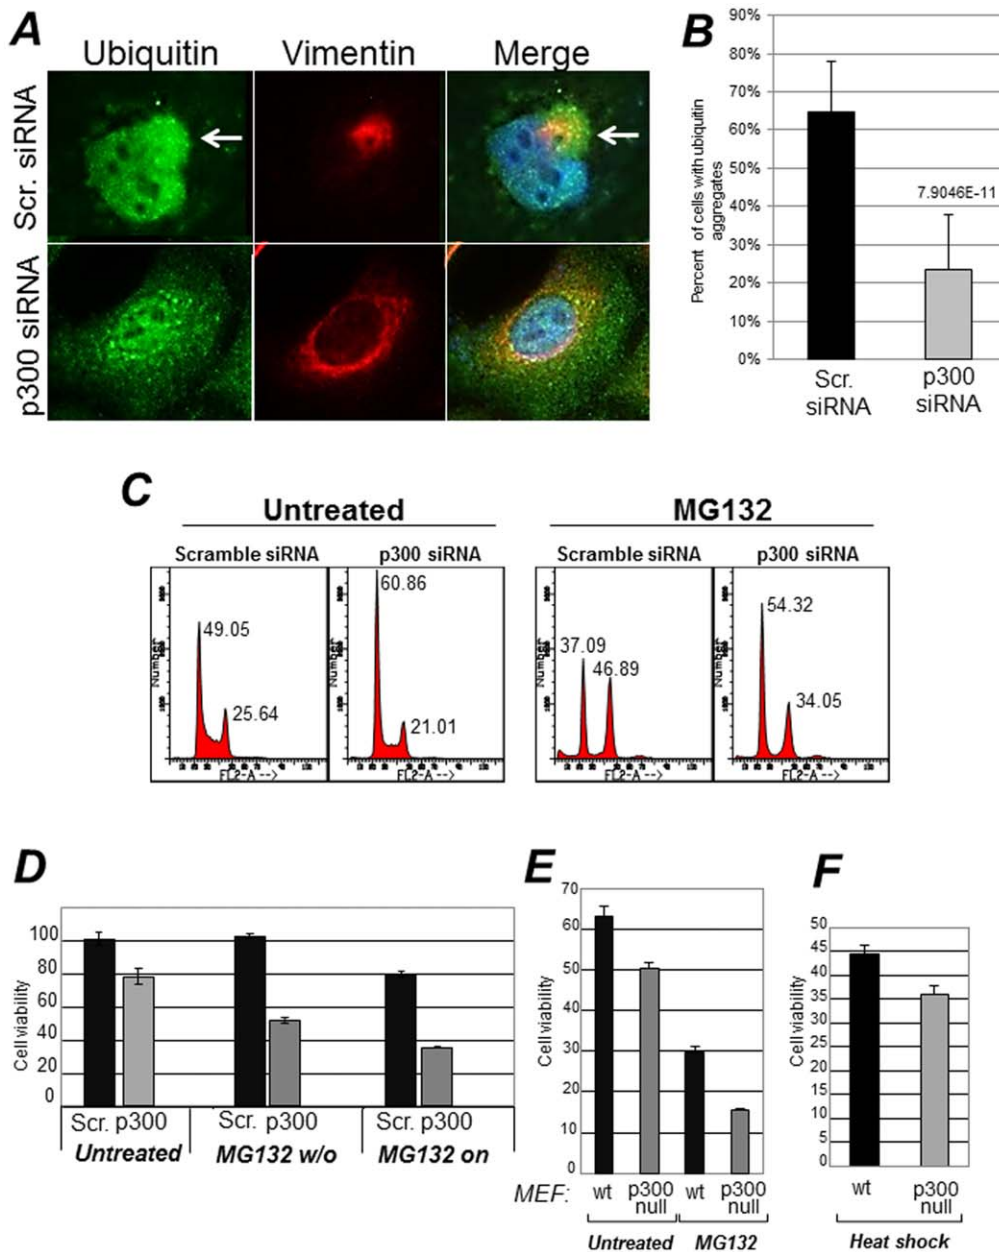 A
Ubiquitin Vimentin Merge
Scr. siRNA
p300 siRNA
B
Percent of cells with ubiquitin
aggregates
90%
80%
70%
60%
50%
40%
30%
20%
10%
0%
7.9046E-11
Scr.
siRNA
p300
siRNA
C
Untreated MG132
Scramble siRNA p300 siRNA Scramble siRNA p300 siRNA
49.05
25.64
60.86
21.01
37.09
46.89
54.32
34.05
Number Number Number Number
FL2-A --> FL2-A --> FL2-A --> FL2-A -->
D
Cell viability
100
80
60
40
20
0
Scr. p300 Scr. p300 Scr. p300
Untreated MG132 w/o MG132 on
E
Cell viability
70
60
50
40
30
20
10
0
MEF: wt p300 wt p300
null null
Untreated MG132
F
Cell viability
50
45
40
35
30
25
20
15
10
5
0
wt p300
null
Heat shock